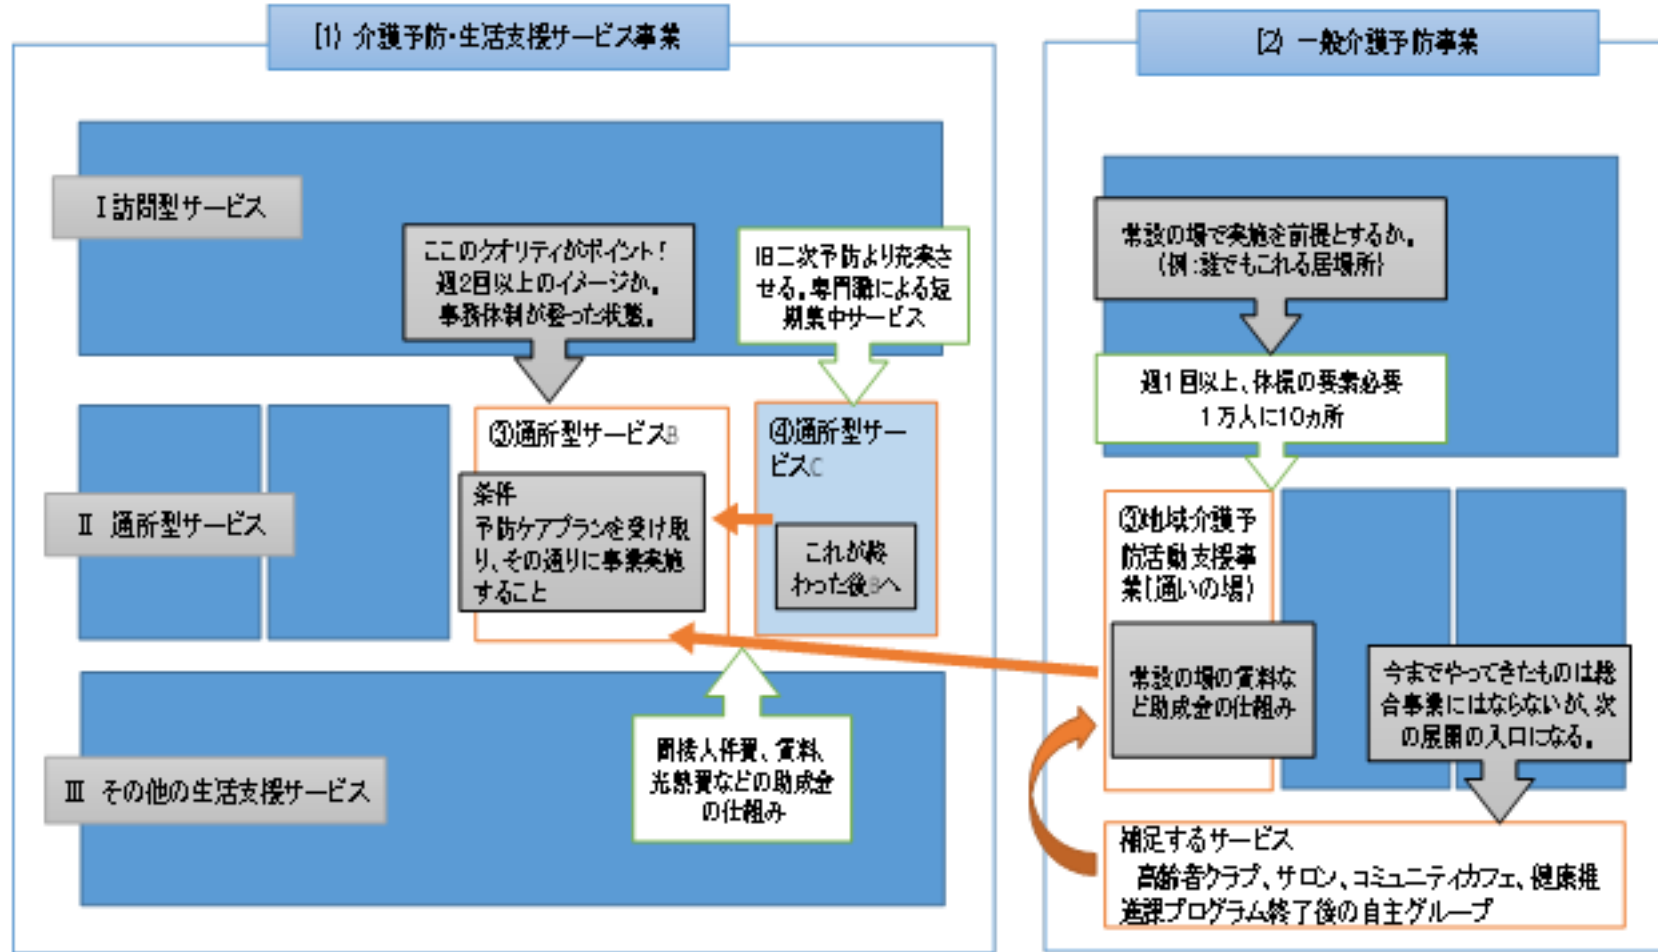 [1] 介護予防・生活支援サービス事業
Ⅰ訪問型サービス
ここのクオリティがポイント！
週2回以上のイメージか。
事務体制が整った状態。
旧二次予防より充実さ
せる。専門職による短
期集中サービス
Ⅱ 通所型サービス
③通所型サービスB
条件
予防ケアプランを受け取
り、その通りに事業実施
すること
④通所型サー
ビスC
これが終
わった後Bへ
Ⅲ その他の生活支援サービス
間接人件費、賃料、
光熱費などの助成金
の仕組み
[2] 一般介護予防事業
常設の場で実施を前提とするか。
(例:誰でもこれる居場所)
週1回以上、体操の要素必要
1万人に10ヵ所
③地域介護予
防活動支援事
業(通いの場)
常設の場の賃料な
ど助成金の仕組み
今までやってきたものは総
合事業にはならないが、次
の展開の入口になる。
補足するサービス
高齢者クラブ、サロン、コミュニティカフェ、健康推
進課プログラム終了後の自主グループ